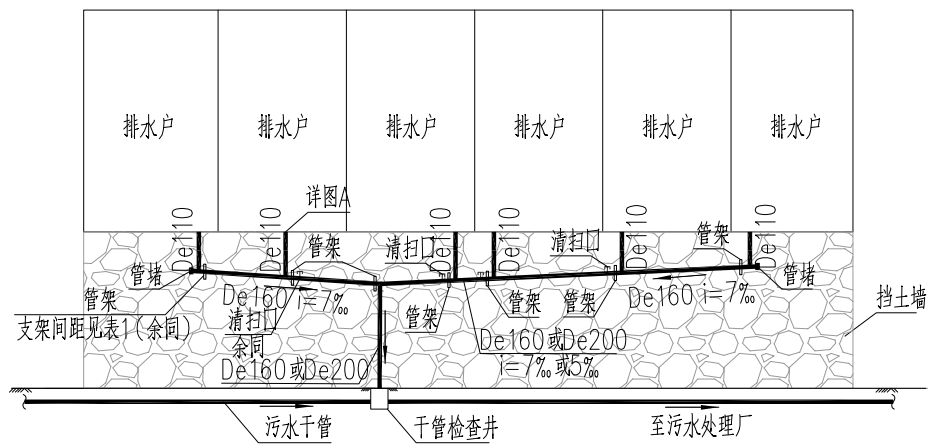 排水户
排水户
排水户
排水户
排水户
排水户
详图A
De110
De110
De110
De110
De110
De110
管架
清扫口
清扫口
管架
管堵
管堵
管架
支架间距见表1(余同)
De160 i=7‰
清扫口
余同
管架
管架
管架
De160 i=7‰
挡土墙
De160或De200
De160或De200
i=7‰或5‰
污水干管
干管检查井
至污水处理厂